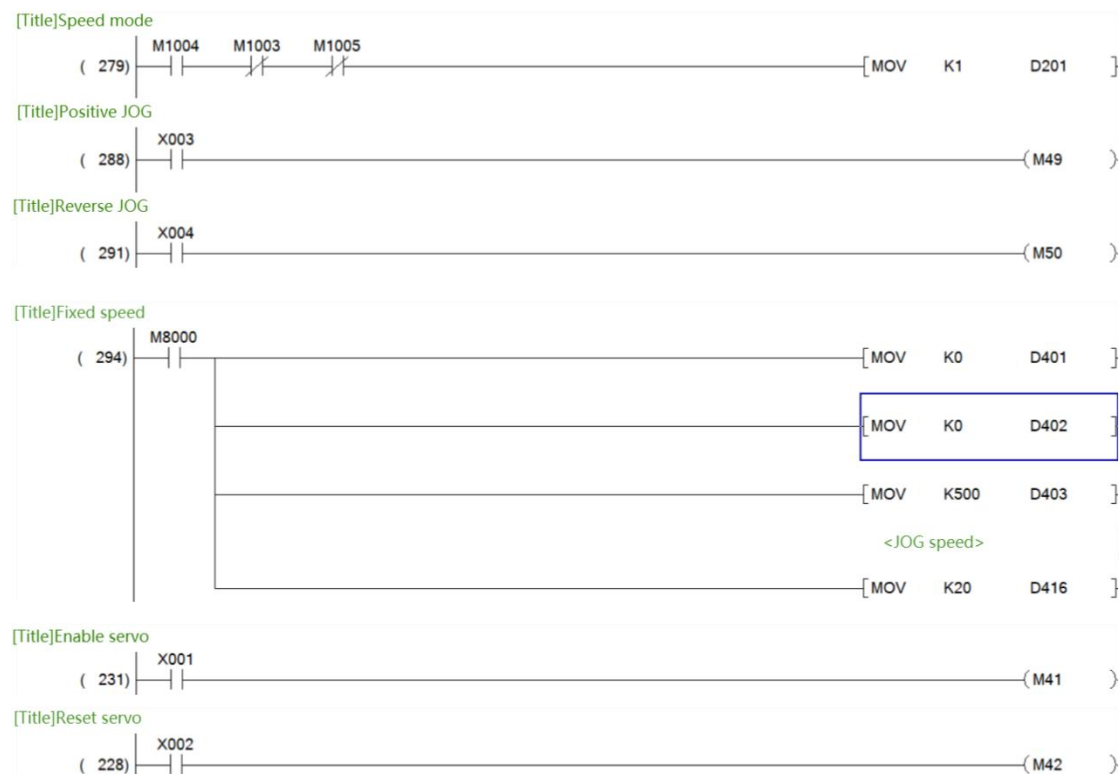 [Title]Speed mode
M1004 M1003 M1005
( 279) [MOV K1 D201 ]
[Title]Positive JOG
X003
( 288) (M49 )
[Title]Reverse JOG
X004
( 291) (M50 )
[Title]Fixed speed
M8000
( 294) [MOV K0 D401 ]
[MOV K0 D402 ]
[MOV K500 D403 ]
<JOG speed>
[MOV K20 D416 ]
[Title]Enable servo
X001
( 231) (M41 )
[Title]Reset servo
X002
( 228) (M42 )